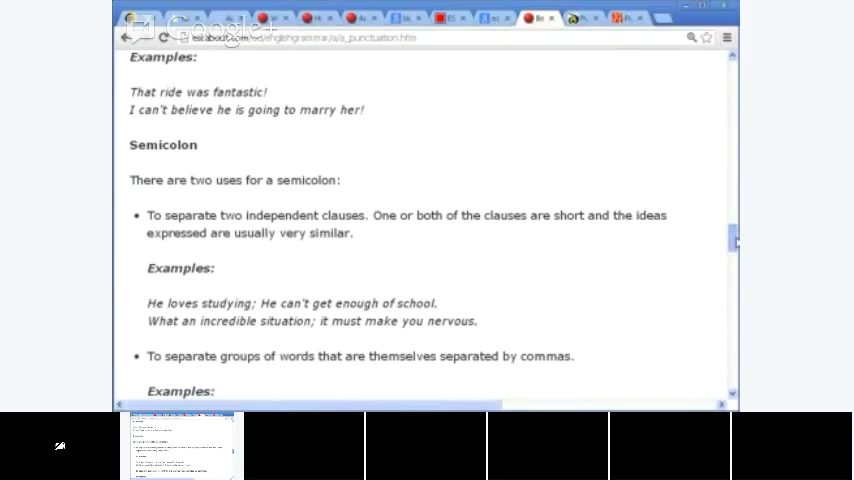 Google+
a_punctuation.htm
Examples:
That ride was fantastic!
I can't believe he is going to marry her!
Semicolon
There are two uses for a semicolon:
• To separate two independent clauses. One or both of the clauses are short and the ideas
expressed are usually very similar.
Examples:
He loves studying; He can't get enough of school.
What an incredible situation; it must make you nervous.
• To separate groups of words that are themselves separated by commas.
Examples: